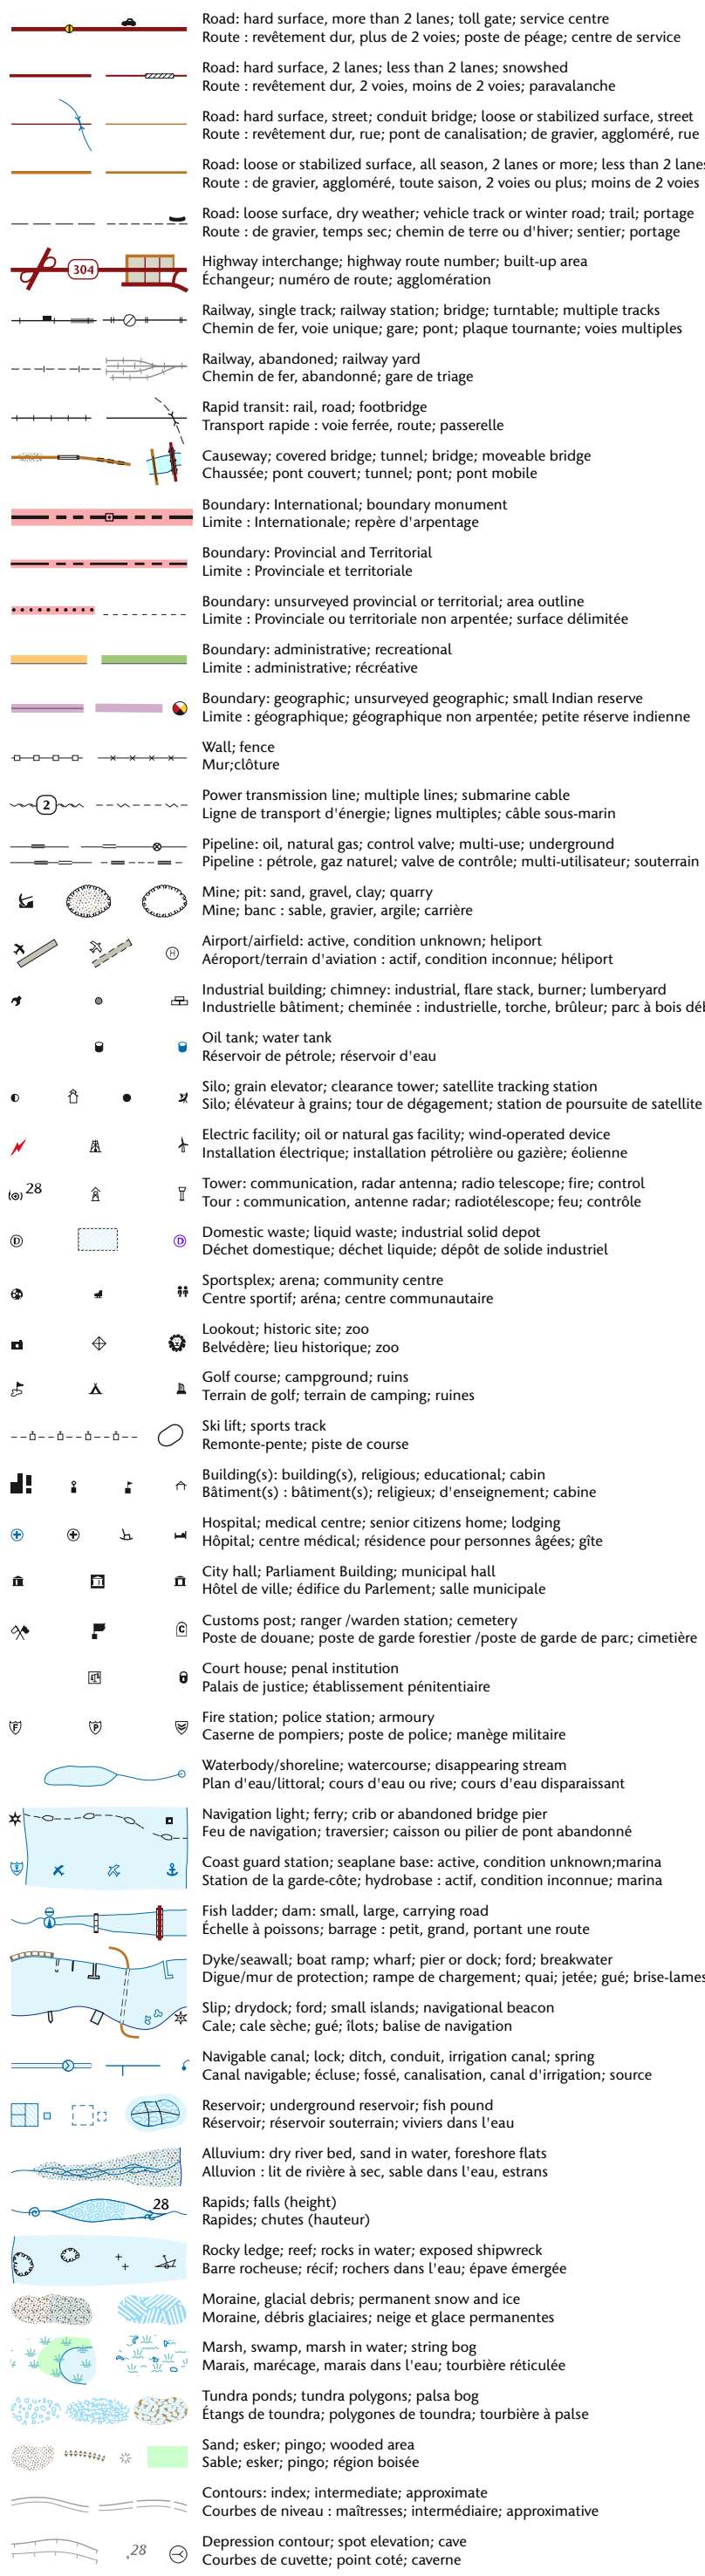 Road: hard surface, more than 2 lanes; toll gate; service centre
Route : revêtement dur, plus de 2 voies; poste de péage; centre de service
Road: hard surface, 2 lanes; less than 2 lanes; snowshed
Route : revêtement dur, 2 voies, moins de 2 voies; paravalanche
Road: hard surface, street; conduit bridge; loose or stabilized surface, street
Route : revêtement dur, rue; pont de canalisation; de gravier, aggloméré, rue
Road: loose or stabilized surface, all season, 2 lanes or more; less than 2 lanes
Route : de gravier, aggloméré, toute saison, 2 voies ou plus; moins de 2 voies
Road: loose surface, dry weather; vehicle track or winter road; trail; portage
Route : de gravier, temps sec; chemin de terre ou d'hiver; sentier; portage
304
Highway interchange; highway route number; built-up area
Échangeur; numéro de route; agglomération
Railway, single track; railway station; bridge; turntable; multiple tracks
Chemin de fer, voie unique; gare; pont; plaque tournante; voies multiples
Railway, abandoned; railway yard
Chemin de fer, abandonné; gare de triage
Rapid transit: rail, road; footbridge
Transport rapide : voie ferrée, route; passerelle
Causeway; covered bridge; tunnel; bridge; moveable bridge
Chaussée; pont couvert; tunnel; pont; pont mobile
Boundary: International; boundary monument
Limite : Internationale; repère d'arpentage
Boundary: Provincial and Territorial
Limite : Provinciale et territoriale
Boundary: unsurveyed provincial or territorial; area outline
Limite : Provinciale ou territoriale non arpentée; surface délimitée
Boundary: administrative; recreational
Limite : administrative; récréative
Boundary: geographic; unsurveyed geographic; small Indian reserve
Limite : géographique; géographique non arpentée; petite réserve indienne
Wall; fence
Mur;clôture
2
Power transmission line; multiple lines; submarine cable
Ligne de transport d'énergie; lignes multiples; câble sous-marin
Pipeline: oil, natural gas; control valve; multi-use; underground
Pipeline : pétrole, gaz naturel; valve de contrôle; multi-utilisateur; souterrain
Mine; pit: sand, gravel, clay; quarry
Mine; banc : sable, gravier, argile; carrière
H
Airport/airfield: active, condition unknown; heliport
Aéroport/terrain d'aviation : actif, condition inconnue; héliport
Industrial building; chimney: industrial, flare stack, burner; lumberyard
Industrielle bâtiment; cheminée : industrielle, torche, brûleur; parc à bois
Oil tank; water tank
Réservoir de pétrole; réservoir d'eau
Silo; grain elevator; clearance tower; satellite tracking station
Silo; élévateur à grains; tour de dégagement; station de poursuite de satellite
Electric facility; oil or natural gas facility; wind-operated device
Installation électrique; installation pétrolière ou gazière; éolienne
28
Tower: communication, radar antenna; radio telescope; fire; control
Tour : communication, antenne radar; radiotélescope; feu; contrôle
D D
Domestic waste; liquid waste; industrial solid depot
Déchet domestique; déchet liquide; dépôt de solide industriel
Sportsplex; arena; community centre
Centre sportif; aréna; centre communautaire
Lookout; historic site; zoo
Belvédère; lieu historique; zoo
Golf course; campground; ruins
Terrain de golf; terrain de camping; ruines
Ski lift; sports track
Remonte-pente; piste de course
Building(s): building(s), religious; educational; cabin
Bâtiment(s) : bâtiment(s); religieux; d'enseignement; cabine
Hospital; medical centre; senior citizens home; lodging
Hôpital; centre médical; résidence pour personnes âgées; gîte
City hall; Parliament Building; municipal hall
Hôtel de ville; édifice du Parlement; salle municipale
C
Customs post; ranger /warden station; cemetery
Poste de douane; poste de garde forestier /poste de garde de parc; cimetière
Court house; penal institution
Palais de justice; établissement pénitentiaire
F P
Fire station; police station; armoury
Caserne de pompiers; poste de police; manège militaire
Waterbody/shoreline; watercourse; disappearing stream
Plan d'eau/littoral; cours d'eau ou rive; cours d'eau disparaissant
Navigation light; ferry; crib or abandoned bridge pier
Feu de navigation; traversier; caisson ou pilier de pont abandonné
Coast guard station; seaplane base: active, condition unknown;marina
Station de la garde-côte; hydrobase : actif, condition inconnue; marina
Fish ladder; dam: small, large, carrying road
Échelle à poissons; barrage : petit, grand, portant une route
Dyke/seawall; boat ramp; wharf; pier or dock; ford; breakwater
Digue/mur de protection; rampe de chargement; quai; jetée; gué; brise-lames
Slip; drydock; ford; small islands; navigational beacon
Cale; cale sèche; gué; îlots; balise de navigation
Navigable canal; lock; ditch, conduit, irrigation canal; spring
Canal navigable; écluse; fossé, canalisation, canal d'irrigation; source
Reservoir; underground reservoir; fish pound
Réservoir; réservoir souterrain; viviers dans l'eau
Alluvium: dry river bed, sand in water, foreshore flats
Alluvion : lit de rivière à sec, sable dans l'eau, estrans
28
Rapids; falls (height)
Rapides; chutes (hauteur)
Rocky ledge; reef; rocks in water; exposed shipwreck
Barre rocheuse; récif; rochers dans l'eau; épave émergée
Moraine, glacial debris; permanent snow and ice
Moraine, débris glaciaires; neige et glace permanentes
Marsh, swamp, marsh in water; string bog
Marais, marécage, marais dans l'eau; tourbière réticulée
Tundra ponds; tundra polygons; palsa bog
Étangs de toundra; polygones de toundra; tourbière à palse
Sand; esker; pingo; wooded area
Sable; esker; pingo; région boisée
Contours: index; intermediate; approximate
Courbes de niveau : maîtresses; intermédiaire; approximative
.28
Depression contour; spot elevation; cave
Courbes de cuvette; point coté; caverne